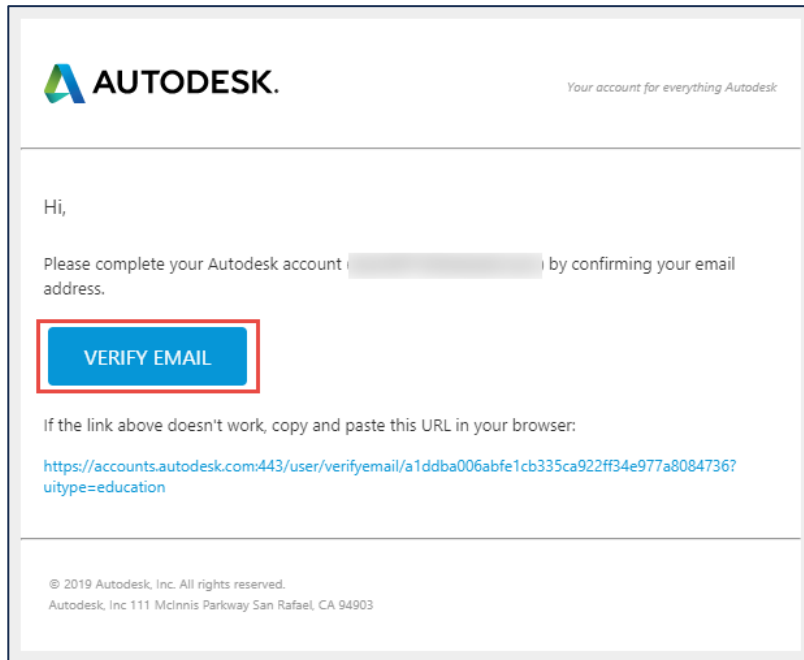 AUTODESK.
Your account for everything Autodesk
Hi,
Please complete your Autodesk account ( ) by confirming your email
address.
VERIFY EMAIL
If the link above doesn't work, copy and paste this URL in your browser:
https://accounts.autodesk.com:443/user/verifyemail/a1ddba006abfe1cb335ca922ff34e977a8084736?
uitype=education
© 2019 Autodesk, Inc. All rights reserved.
Autodesk, Inc 111 McInnis Parkway San Rafael, CA 94903